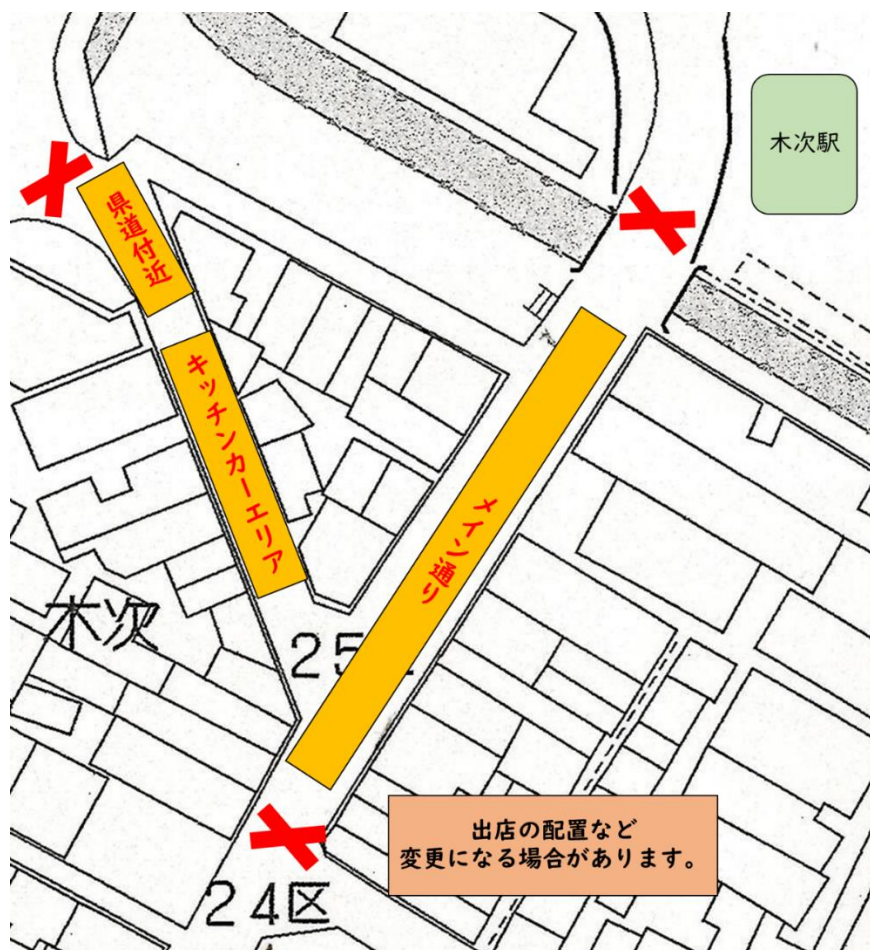 木次駅
県道付近
キッチンカーエリア
メイン通り
木次
25
出店の配置など
変更になる場合があります。
24区